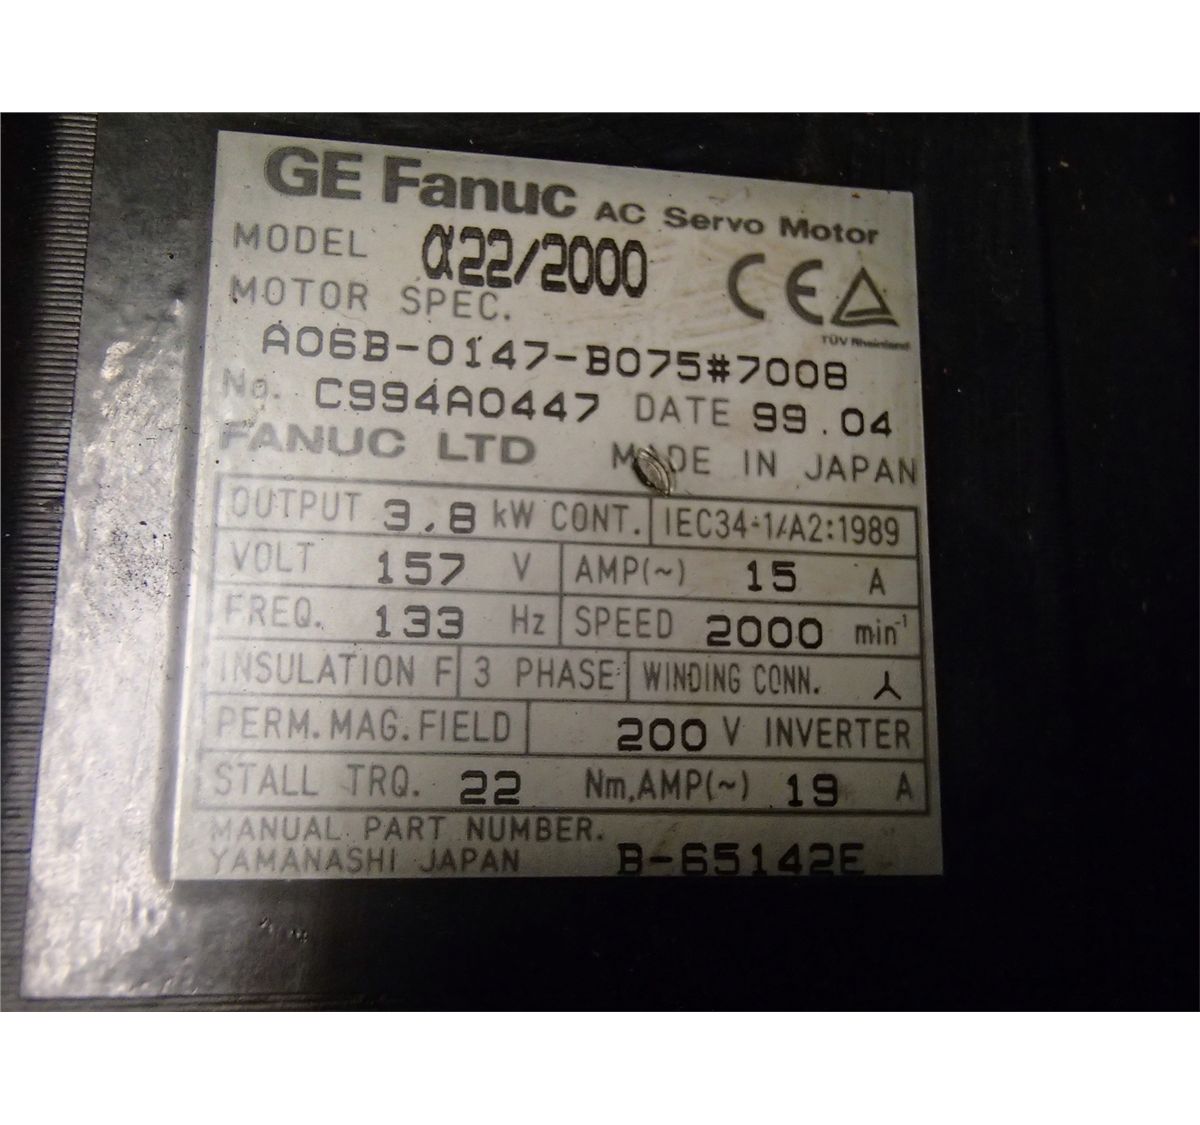 GE Fanuc AC Servo Motor
MODEL α22/2000
MOTOR SPEC.
A06B-0147-B075#7008
TÜV Rheinland
No. C994A0447 DATE 99.04
FANUC LTD MADE IN JAPAN
OUTPUT 3.8 kW CONT. IEC34-1/A2:1989
VOLT 157 V AMP(~) 15 A
FREQ. 133 Hz SPEED 2000 min⁻¹
INSULATION F 3 PHASE WINDING CONN. ⅄
PERM.MAG.FIELD 200 V INVERTER
STALL TRQ. 22 Nm,AMP(~) 19 A
MANUAL PART NUMBER.
YAMANASHI JAPAN B-65142E